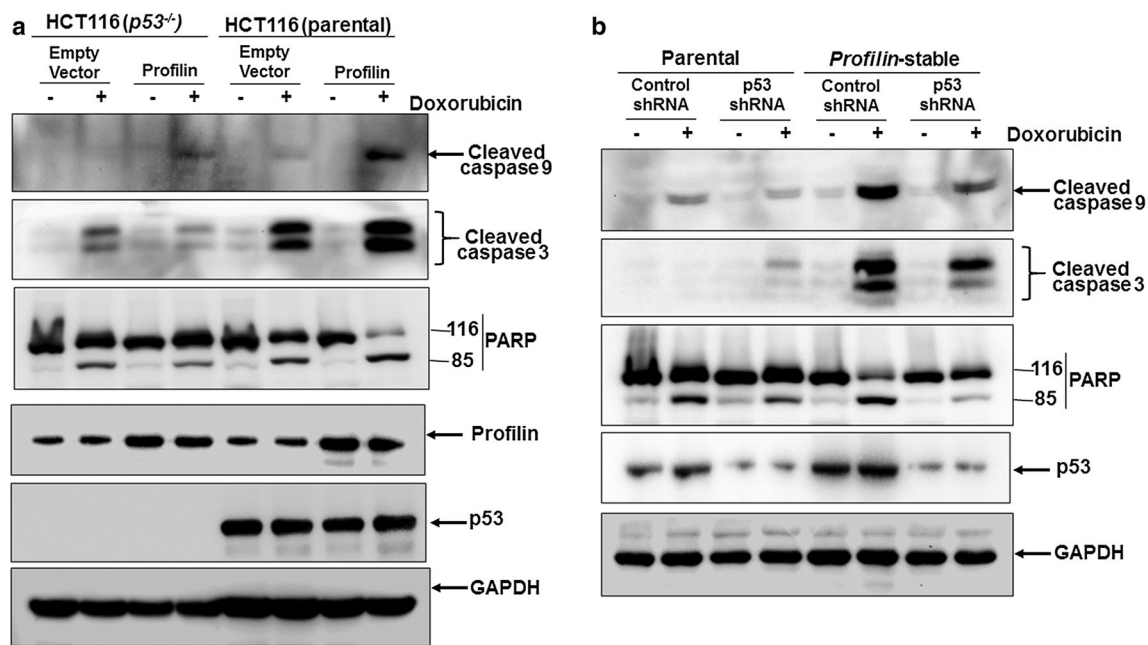 a
HCT116 (p53-/-) HCT116 (parental)
Empty Vector Profilin Empty Vector Profilin
- + - + - + - + Doxorubicin
Cleaved caspase 9
Cleaved caspase 3
116 PARP
85
Profilin
p53
GAPDH
b
Parental Profilin-stable
Control shRNA p53 shRNA Control shRNA p53 shRNA
- + - + - + - + Doxorubicin
Cleaved caspase 9
Cleaved caspase 3
116 PARP
85
p53
GAPDH